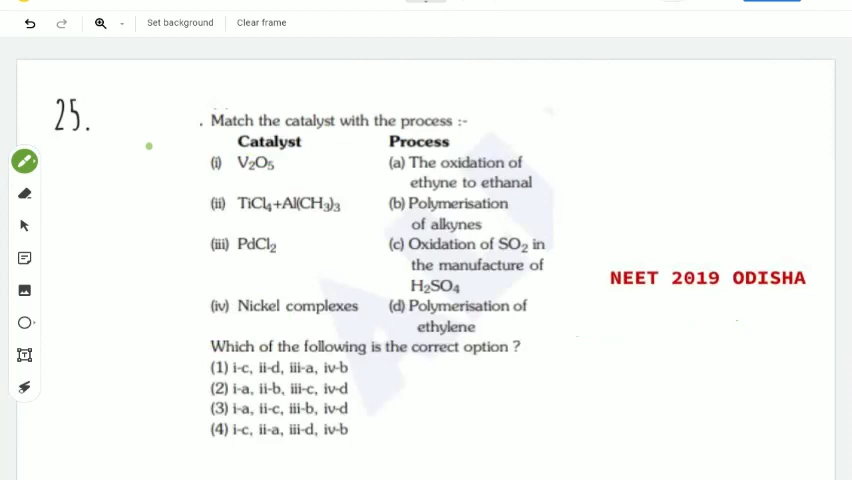 Set background Clear frame
25.
. Match the catalyst with the process :-
Catalyst Process
(i) V₂O₅ (a) The oxidation of
ethyne to ethanal
(ii) TiCl₄+Al(CH₃)₃ (b) Polymerisation
of alkynes
(iii) PdCl₂ (c) Oxidation of SO₂ in
the manufacture of
H₂SO₄
(iv) Nickel complexes (d) Polymerisation of
ethylene
NEET 2019 ODISHA
Which of the following is the correct option ?
(1) i-c, ii-d, iii-a, iv-b
(2) i-a, ii-b, iii-c, iv-d
(3) i-a, ii-c, iii-b, iv-d
(4) i-c, ii-a, iii-d, iv-b